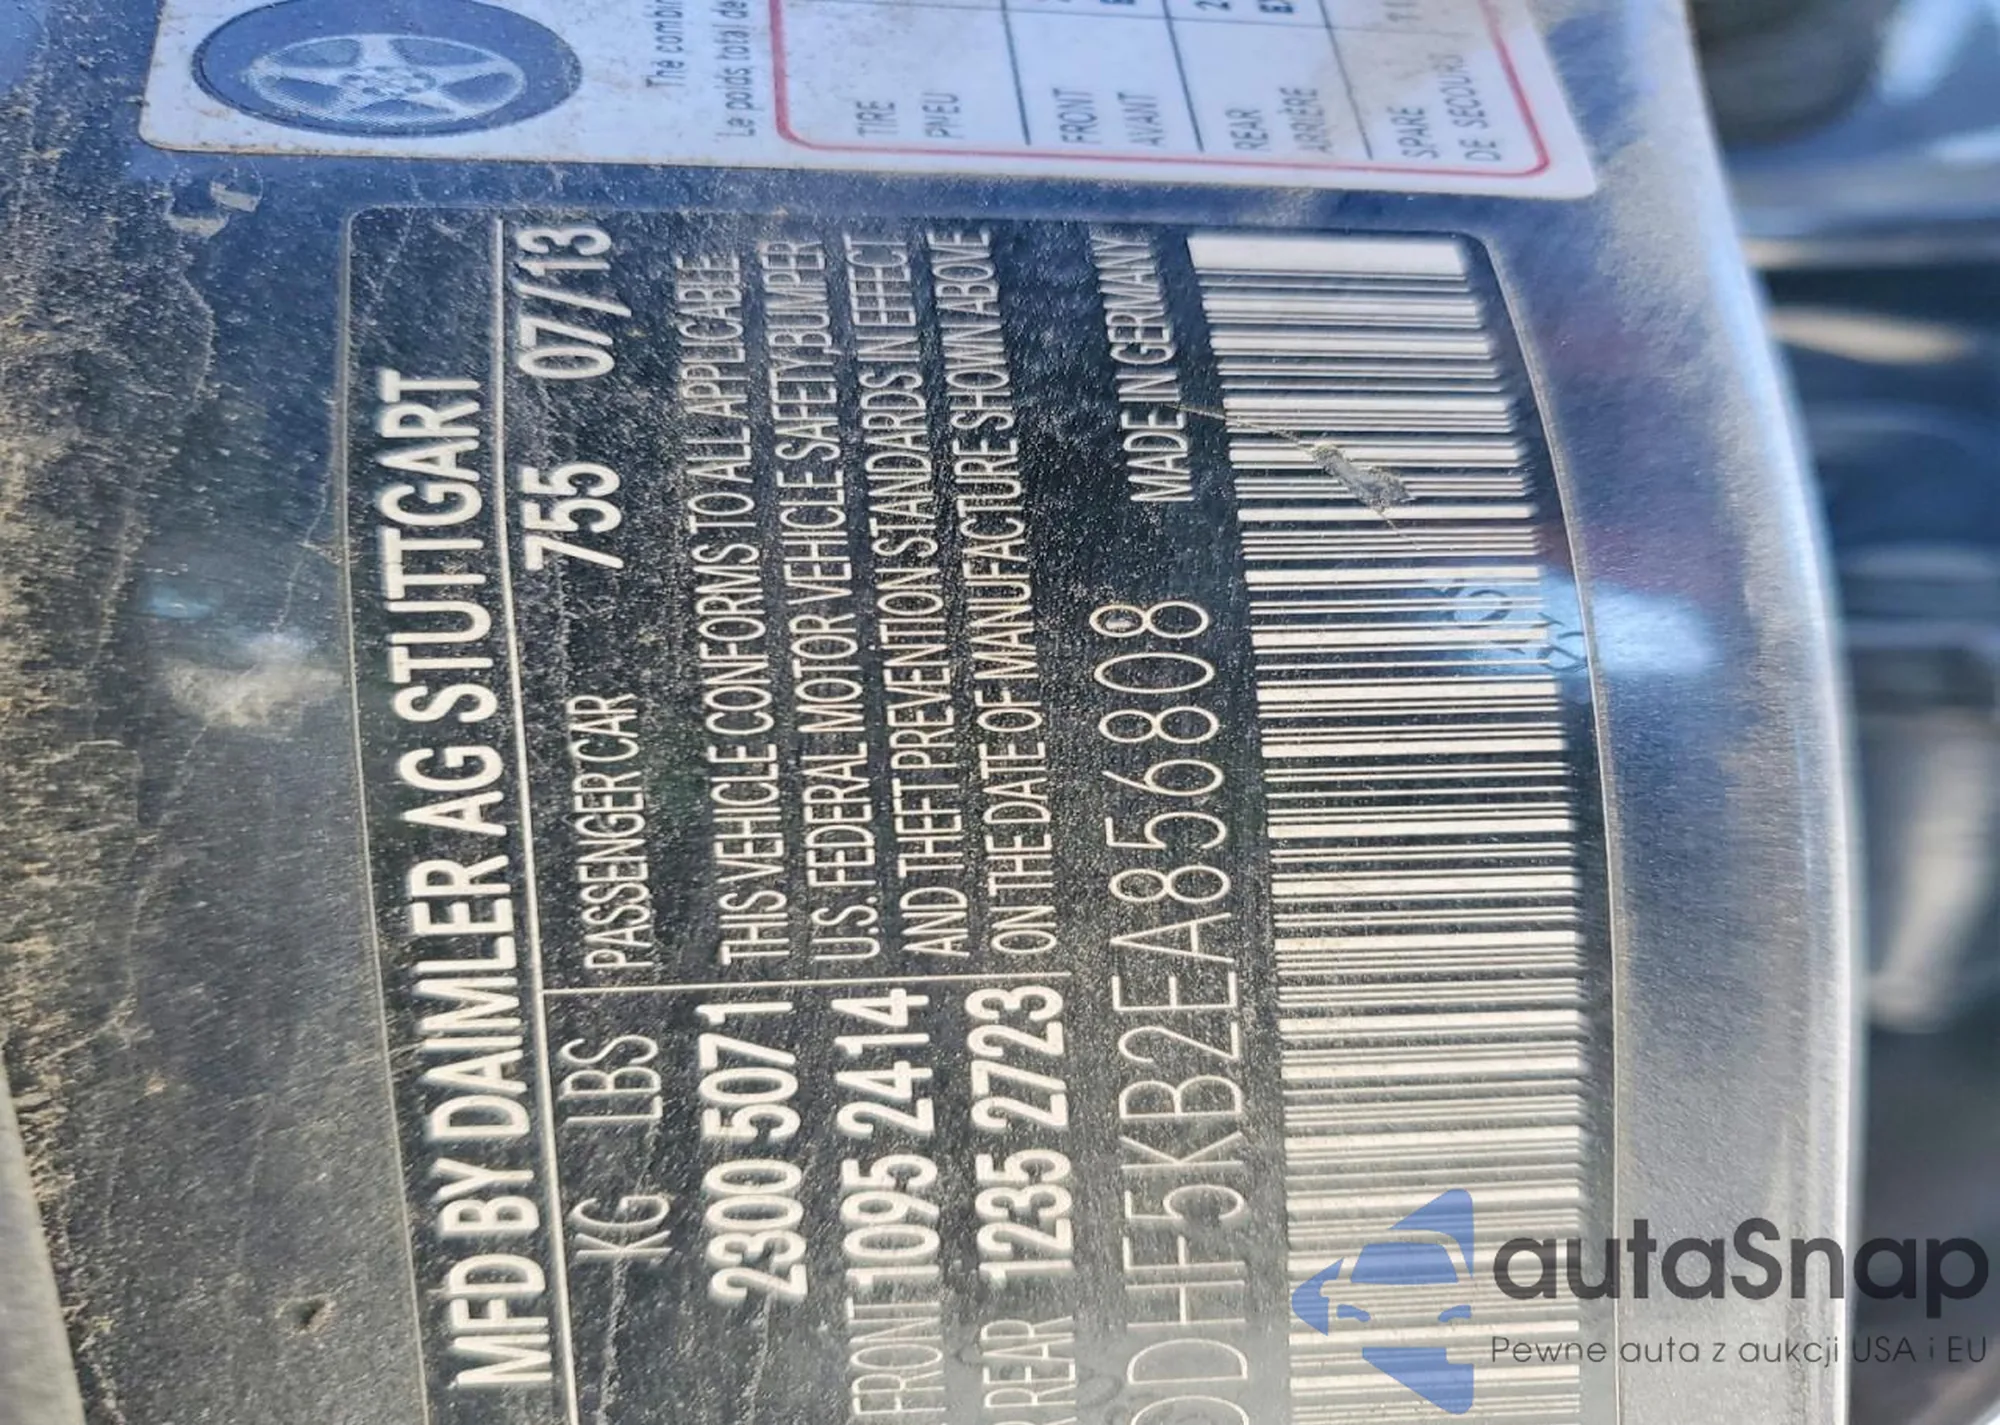 The combin
Le poids total de
TIRE
PNEU
FRONT
AVANT
REAR
ARRIÈRE
SPARE
DE SECOURS
MFD BY DAIMLER AG STUTTGART
KG LBS PASSENGER CAR 755 07/13
2300 5071
FRONT 1095 2414
REAR 1235 2723
THIS VEHICLE CONFORMS TO ALL APPLICABLE
U.S. FEDERAL MOTOR VEHICLE SAFETY,BUMPER
AND THEFT PREVENTION STANDARDS IN EFFECT
ON THE DATE OF MANUFACTURE SHOWN ABOVE
DHF5KB2EA856808 MADE IN GERMANY
autaSnap
Pewne auta z aukcji USA i EU